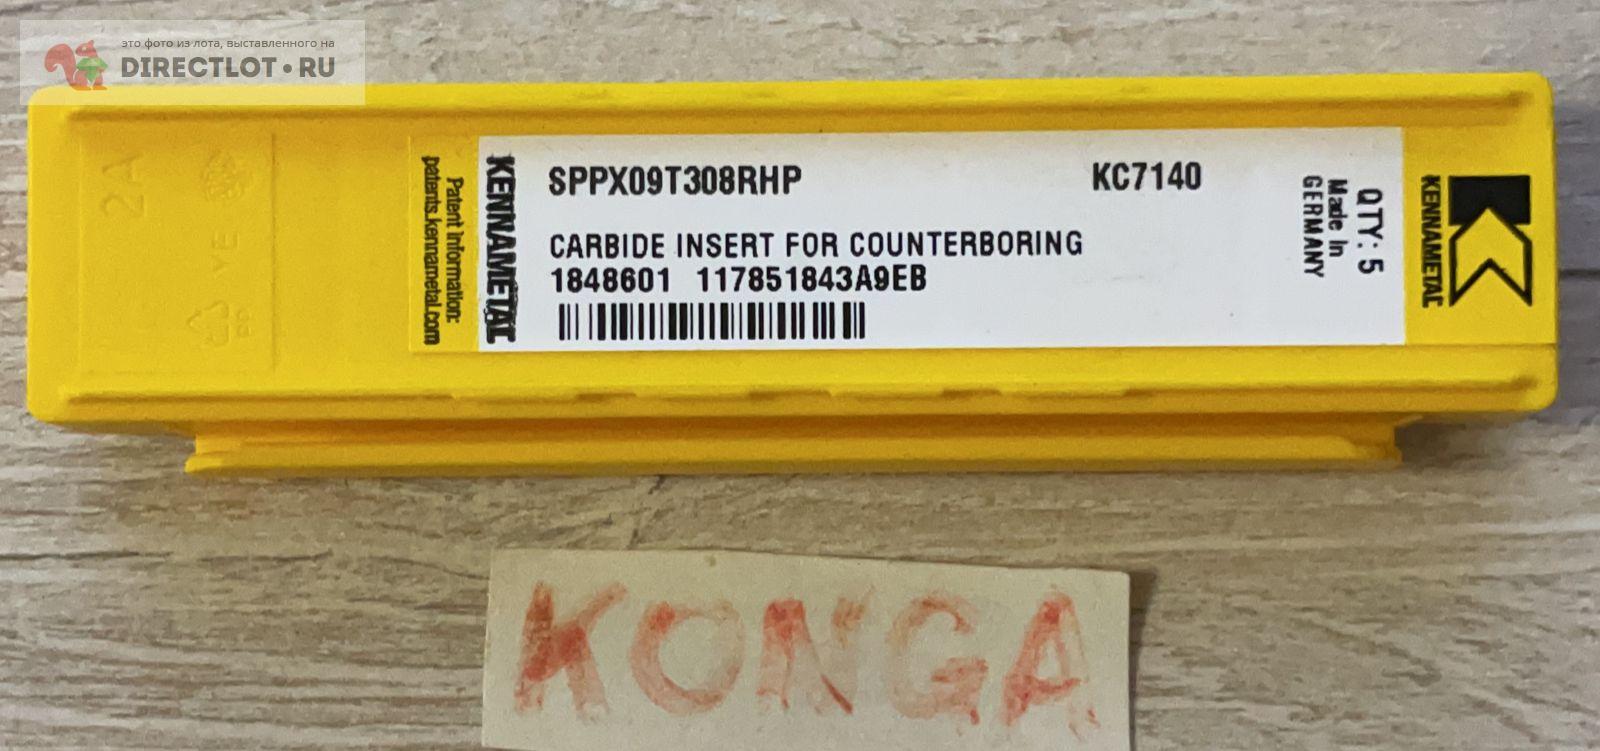 это фото из лота, выставленного на
DIRECTLOT•RU
2A
Patent Information:
patents.kennametal.com
KENNAMETAL
SPPX09T308RHP KC7140
CARBIDE INSERT FOR COUNTERBORING
1848601 117851843A9EB
QTY: 5
Made In
GERMANY
KENNAMETAL
KONGA